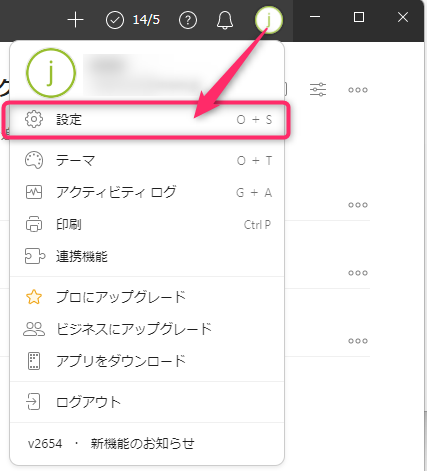 14/5
j
j
設定 O + S
テーマ O + T
アクティビティ ログ G + A
印刷 Ctrl P
連携機能
プロにアップグレード
ビジネスにアップグレード
アプリをダウンロード
ログアウト
v2654 ・ 新機能のお知らせ